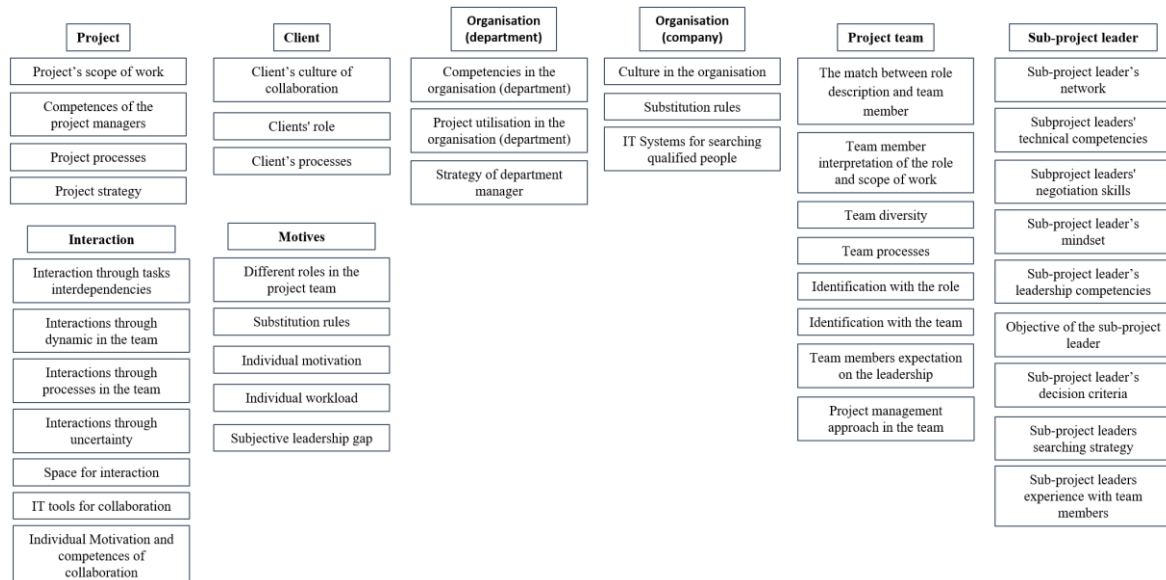 Project
Project's scope of work
Competences of the
project managers
Project processes
Project strategy
Client
Client's culture of
collaboration
Clients' role
Client's processes
Organisation
(department)
Competencies in the
organisation (department)
Project utilisation in the
organisation (department)
Strategy of department
manager
Organisation
(company)
Culture in the organisation
Substitution rules
IT Systems for searching
qualified people
Project team
The match between role
description and team
member
Team member
interpretation of the role
and scope of work
Team diversity
Team processes
Identification with the role
Identification with the team
Team members expectation
on the leadership
Project management
approach in the team
Sub-project leader
Sub-project leader's
network
Subproject leaders'
technical competencies
Subproject leaders'
negotiation skills
Sub-project leader's
mindset
Sub-project leader's
leadership competencies
Objective of the sub-project
leader
Sub-project leader's
decision criteria
Sub-project leaders
searching strategy
Sub-project leaders
experience with team
members
Interaction
Interaction through tasks
interdependencies
Interactions through
dynamic in the team
Interactions through
processes in the team
Interactions through
uncertainty
Space for interaction
IT tools for collaboration
Individual Motivation and
competences of
collaboration
Motives
Different roles in the
project team
Substitution rules
Individual motivation
Individual workload
Subjective leadership gap